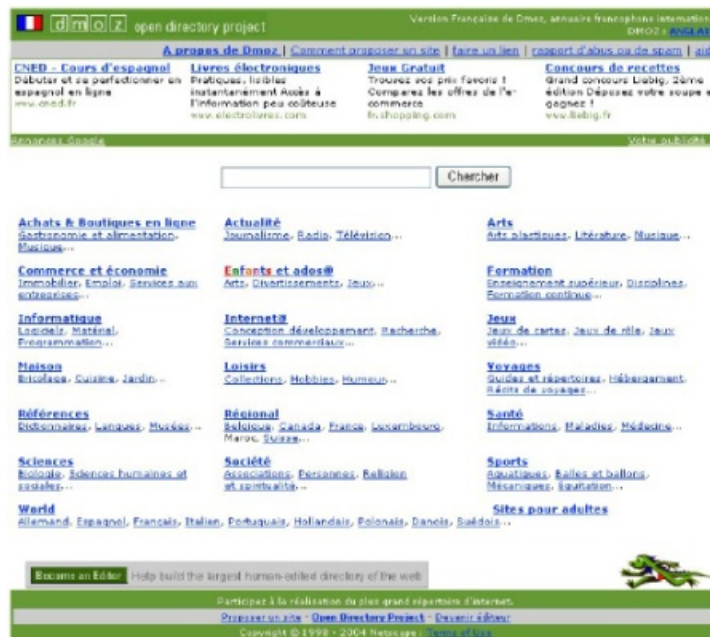 dmoz open directory project
Version Française de Dmoz, annuaire francophone internation
DMOZ : ANGLAI
A propos de Dmoz | Comment proposer un site | faire un lien | rapport d'abus ou de spam | aid
CNED - Cours d'espagnol
Débuter et se perfectionner en
espagnol en ligne
www.cned.fr
Livres électroniques
Pratiques, lisibles
instantanément Accès à
l'information peu coûteuse
www.electrolivres.com
Jeux Gratuit
Trouvez vos prix favoris !
Comparez les offres de l'e-
commerce
fr.shopping.com
Concours de recettes
Grand concours Liebig, 2ème
édition Déposez votre soupe e
gagnez !
www.liebig.fr
Annonces Google
Votre publicité
Chercher
Achats & Boutiques en ligne
Gastronomie et alimentation,
Musique...
Actualité
Journalisme, Radio, Télévision...
Arts
Arts plastiques, Litérature, Musique...
Commerce et économie
Immobilier, Emploi, Services aux
entreprises...
Enfants et ados@
Arts, Divertissements, Jeux...
Formation
Enseignement supérieur, Disciplines,
Formation continue...
Informatique
Logiciels, Matériel,
Programmation...
Internet@
Conception développement, Recherche,
Services commerciaux...
Jeux
Jeux de cartes, Jeux de rôle, Jeux
vidéo...
Maison
Bricolage, Cuisine, Jardin...
Loisirs
Collections, Hobbies, Humeur...
Voyages
Guides et répertoires, Hébergement,
Récits de voyages...
Références
Dictionnaires, Langues, Musées...
Régional
Belgique, Canada, France, Luxembourg,
Maroc, Suisse...
Santé
Informations, Maladies, Médecine...
Sciences
Biologie, Sciences humaines et
sociales...
Société
Associations, Personnes, Religion
et spiritualité...
Sports
Aquatiques, Balles et ballons,
Mécaniques, Equitation...
World
Allemand, Espagnol, Français, Italien, Portuguais, Hollandais, Polonais, Danois, Suédois...
Sites pour adultes
Become an Editor Help build the largest human-edited directory of the web
Participez à la réalisation du plus grand répertoire d'internet.
Proposer un site - Open Directory Project - Devenir éditeur
Copyright © 1998 - 2004 Netscape | Terms of Use